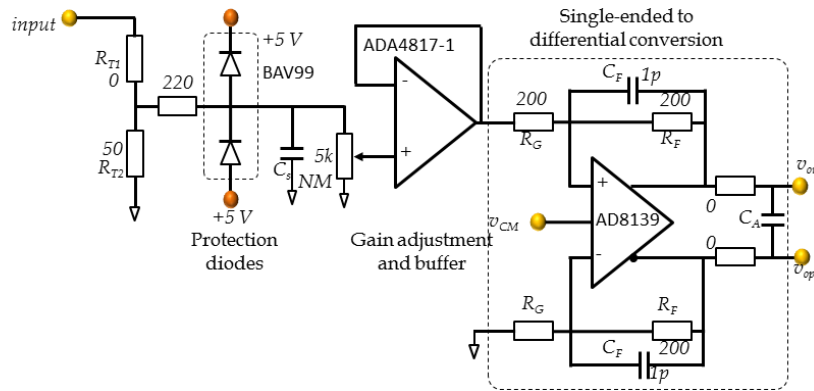 input
R_T1
0
220
50
R_T2
+5 V
BAV99
+5 V
Protection
diodes
C_s
5k
NM
ADA4817-1
-
+
Gain adjustment
and buffer
Single-ended to
differential conversion
C_F
1p
200
R_G
200
R_F
+
AD8139
-
v_CM
0
C_A
0
v_op
R_G
R_F
200
C_F
1p